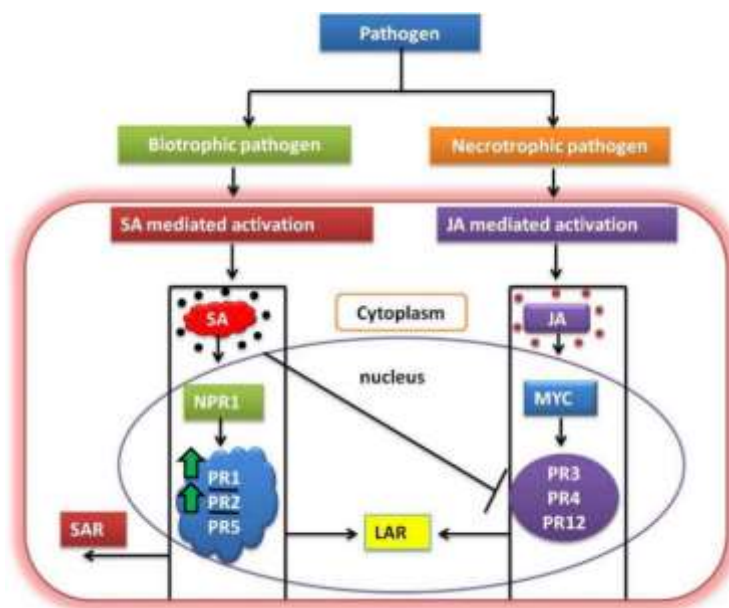 Pathogen
Biotrophic pathogen
Necrotrophic pathogen
SA mediated activation
JA mediated activation
SA
Cytoplasm
JA
nucleus
NPR1
MYC
PR1
PR2
PR5
PR3
PR4
PR12
SAR
LAR